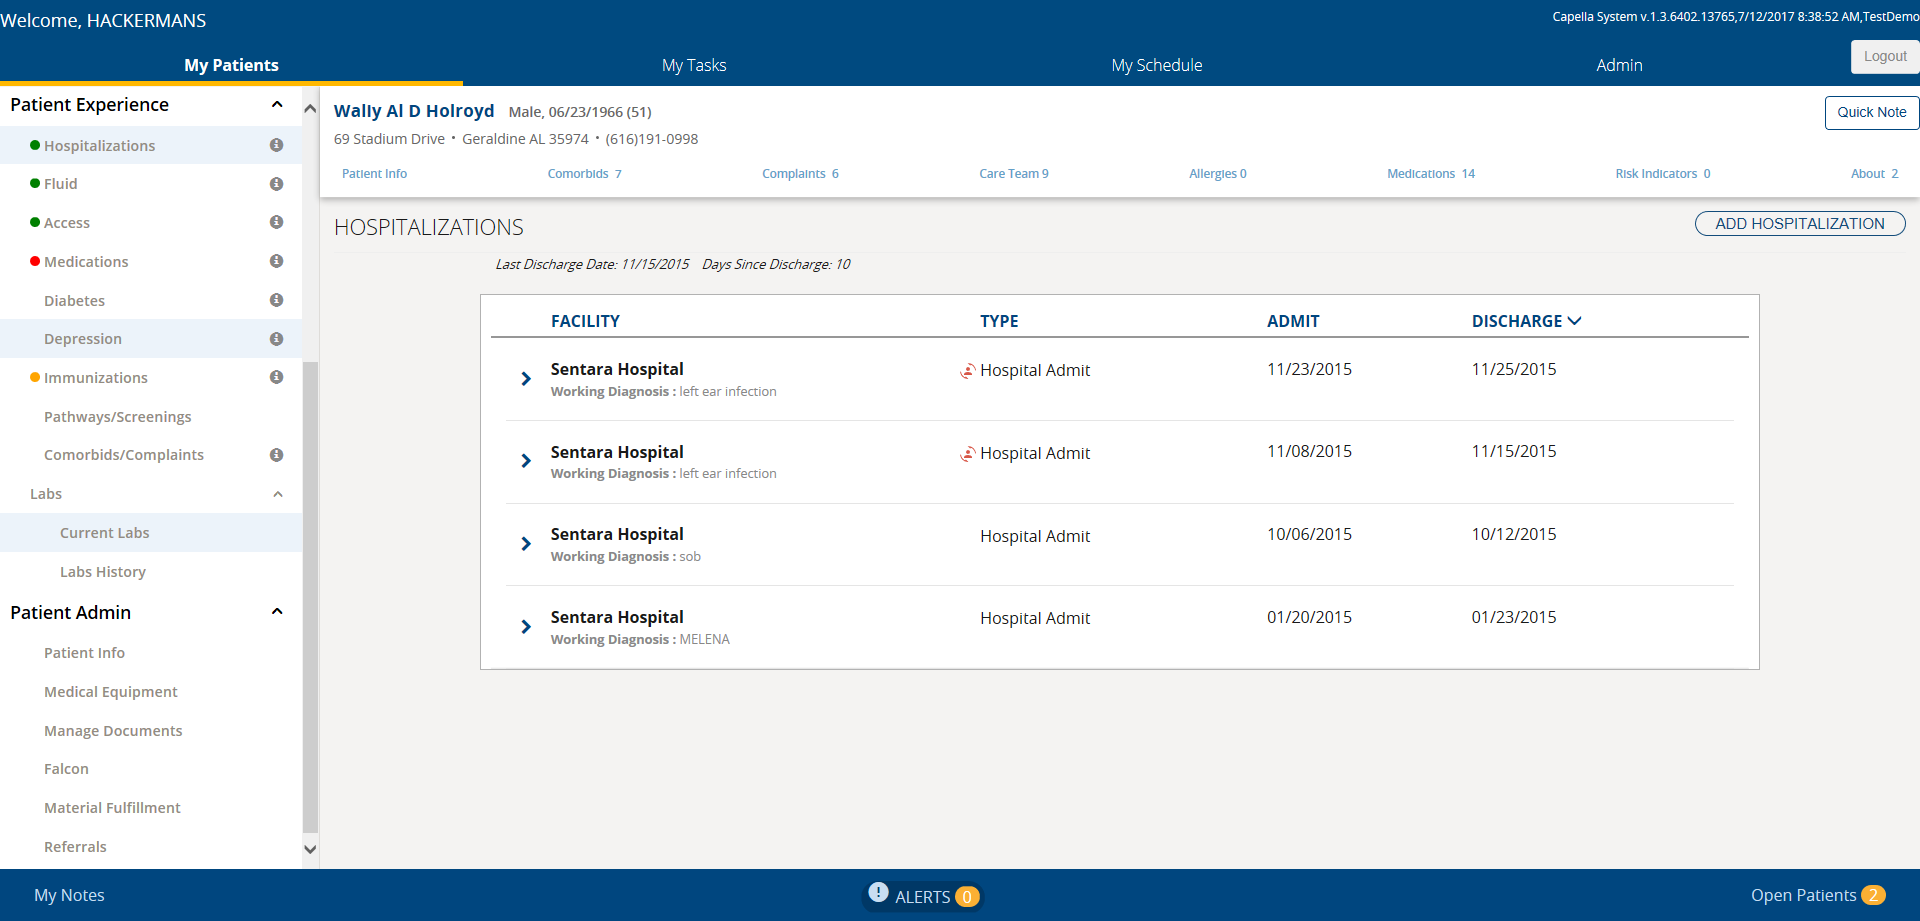 Welcome, HACKERMANS
Capella System v.1.3.6402.13765,7/12/2017 8:38:52 AM,TestDemo
My Patients
My Tasks
My Schedule
Admin
Logout
Patient Experience
Hospitalizations
Fluid
Access
Medications
Diabetes
Depression
Immunizations
Pathways/Screenings
Comorbids/Complaints
Labs
Current Labs
Labs History
Patient Admin
Patient Info
Medical Equipment
Manage Documents
Falcon
Material Fulfillment
Referrals
Wally Al D Holroyd Male, 06/23/1966 (51)
Quick Note
69 Stadium Drive • Geraldine AL 35974 • (616)191-0998
Patient Info Comorbids 7 Complaints 6 Care Team 9 Allergies 0 Medications 14 Risk Indicators 0 About 2
HOSPITALIZATIONS
ADD HOSPITALIZATION
Last Discharge Date: 11/15/2015 Days Since Discharge: 10
FACILITY TYPE ADMIT DISCHARGE
Sentara Hospital Hospital Admit 11/23/2015 11/25/2015
Working Diagnosis : left ear infection
Sentara Hospital Hospital Admit 11/08/2015 11/15/2015
Working Diagnosis : left ear infection
Sentara Hospital Hospital Admit 10/06/2015 10/12/2015
Working Diagnosis : sob
Sentara Hospital Hospital Admit 01/20/2015 01/23/2015
Working Diagnosis : MELENA
My Notes
! ALERTS 0
Open Patients 2